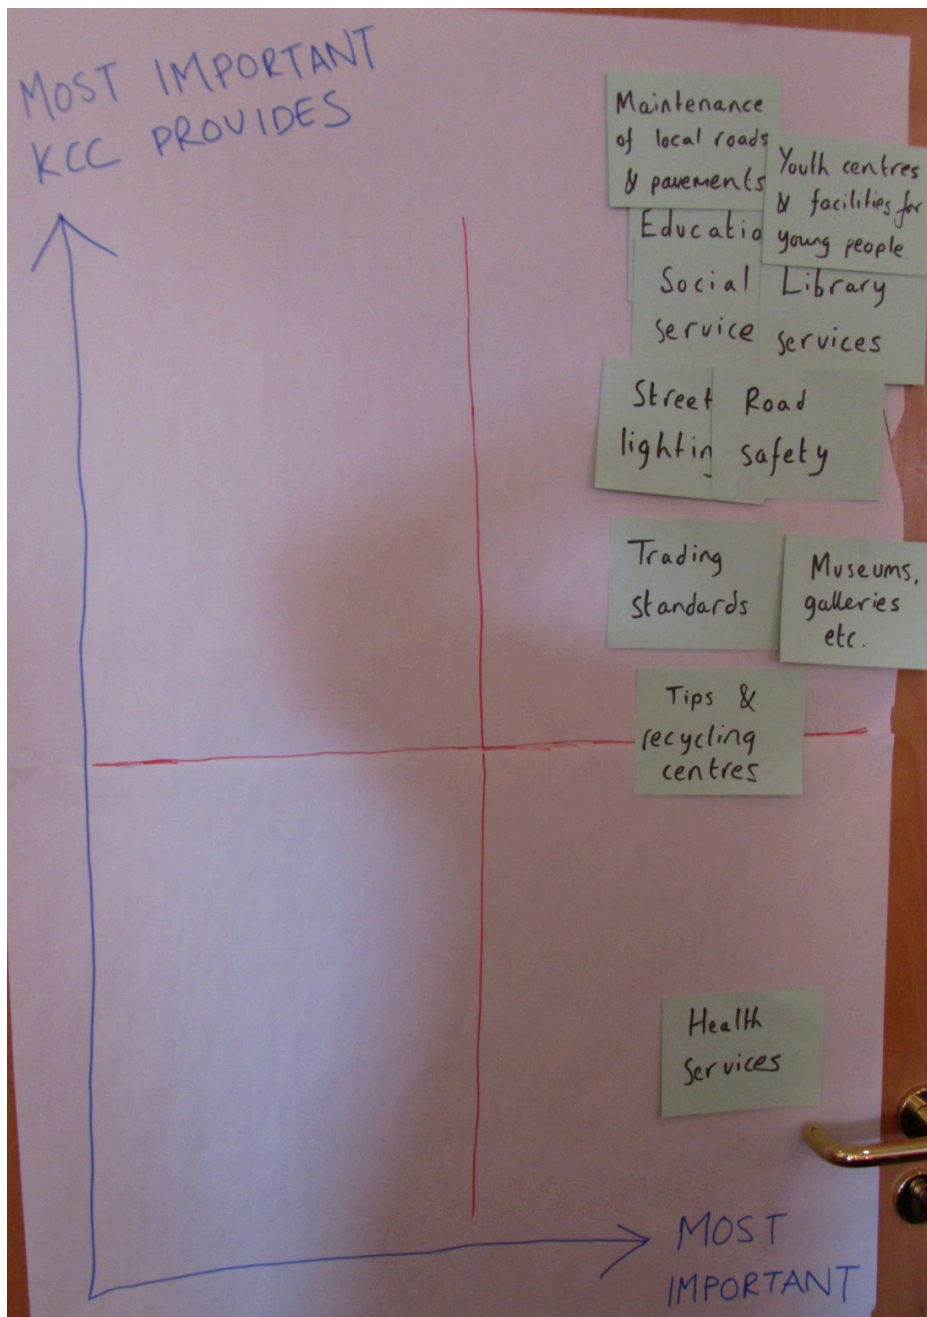 MOST IMPORTANT
KCC PROVIDES
Maintenance
of local roads
& pavements
Youth centres
& facilities for
young people.
Educatio
Social
service
Library
services
Street
lightin
Road
safety
Trading
standards
Museums,
galleries
etc.
Tips &
recycling
centres
Health
Services
MOST
IMPORTANT